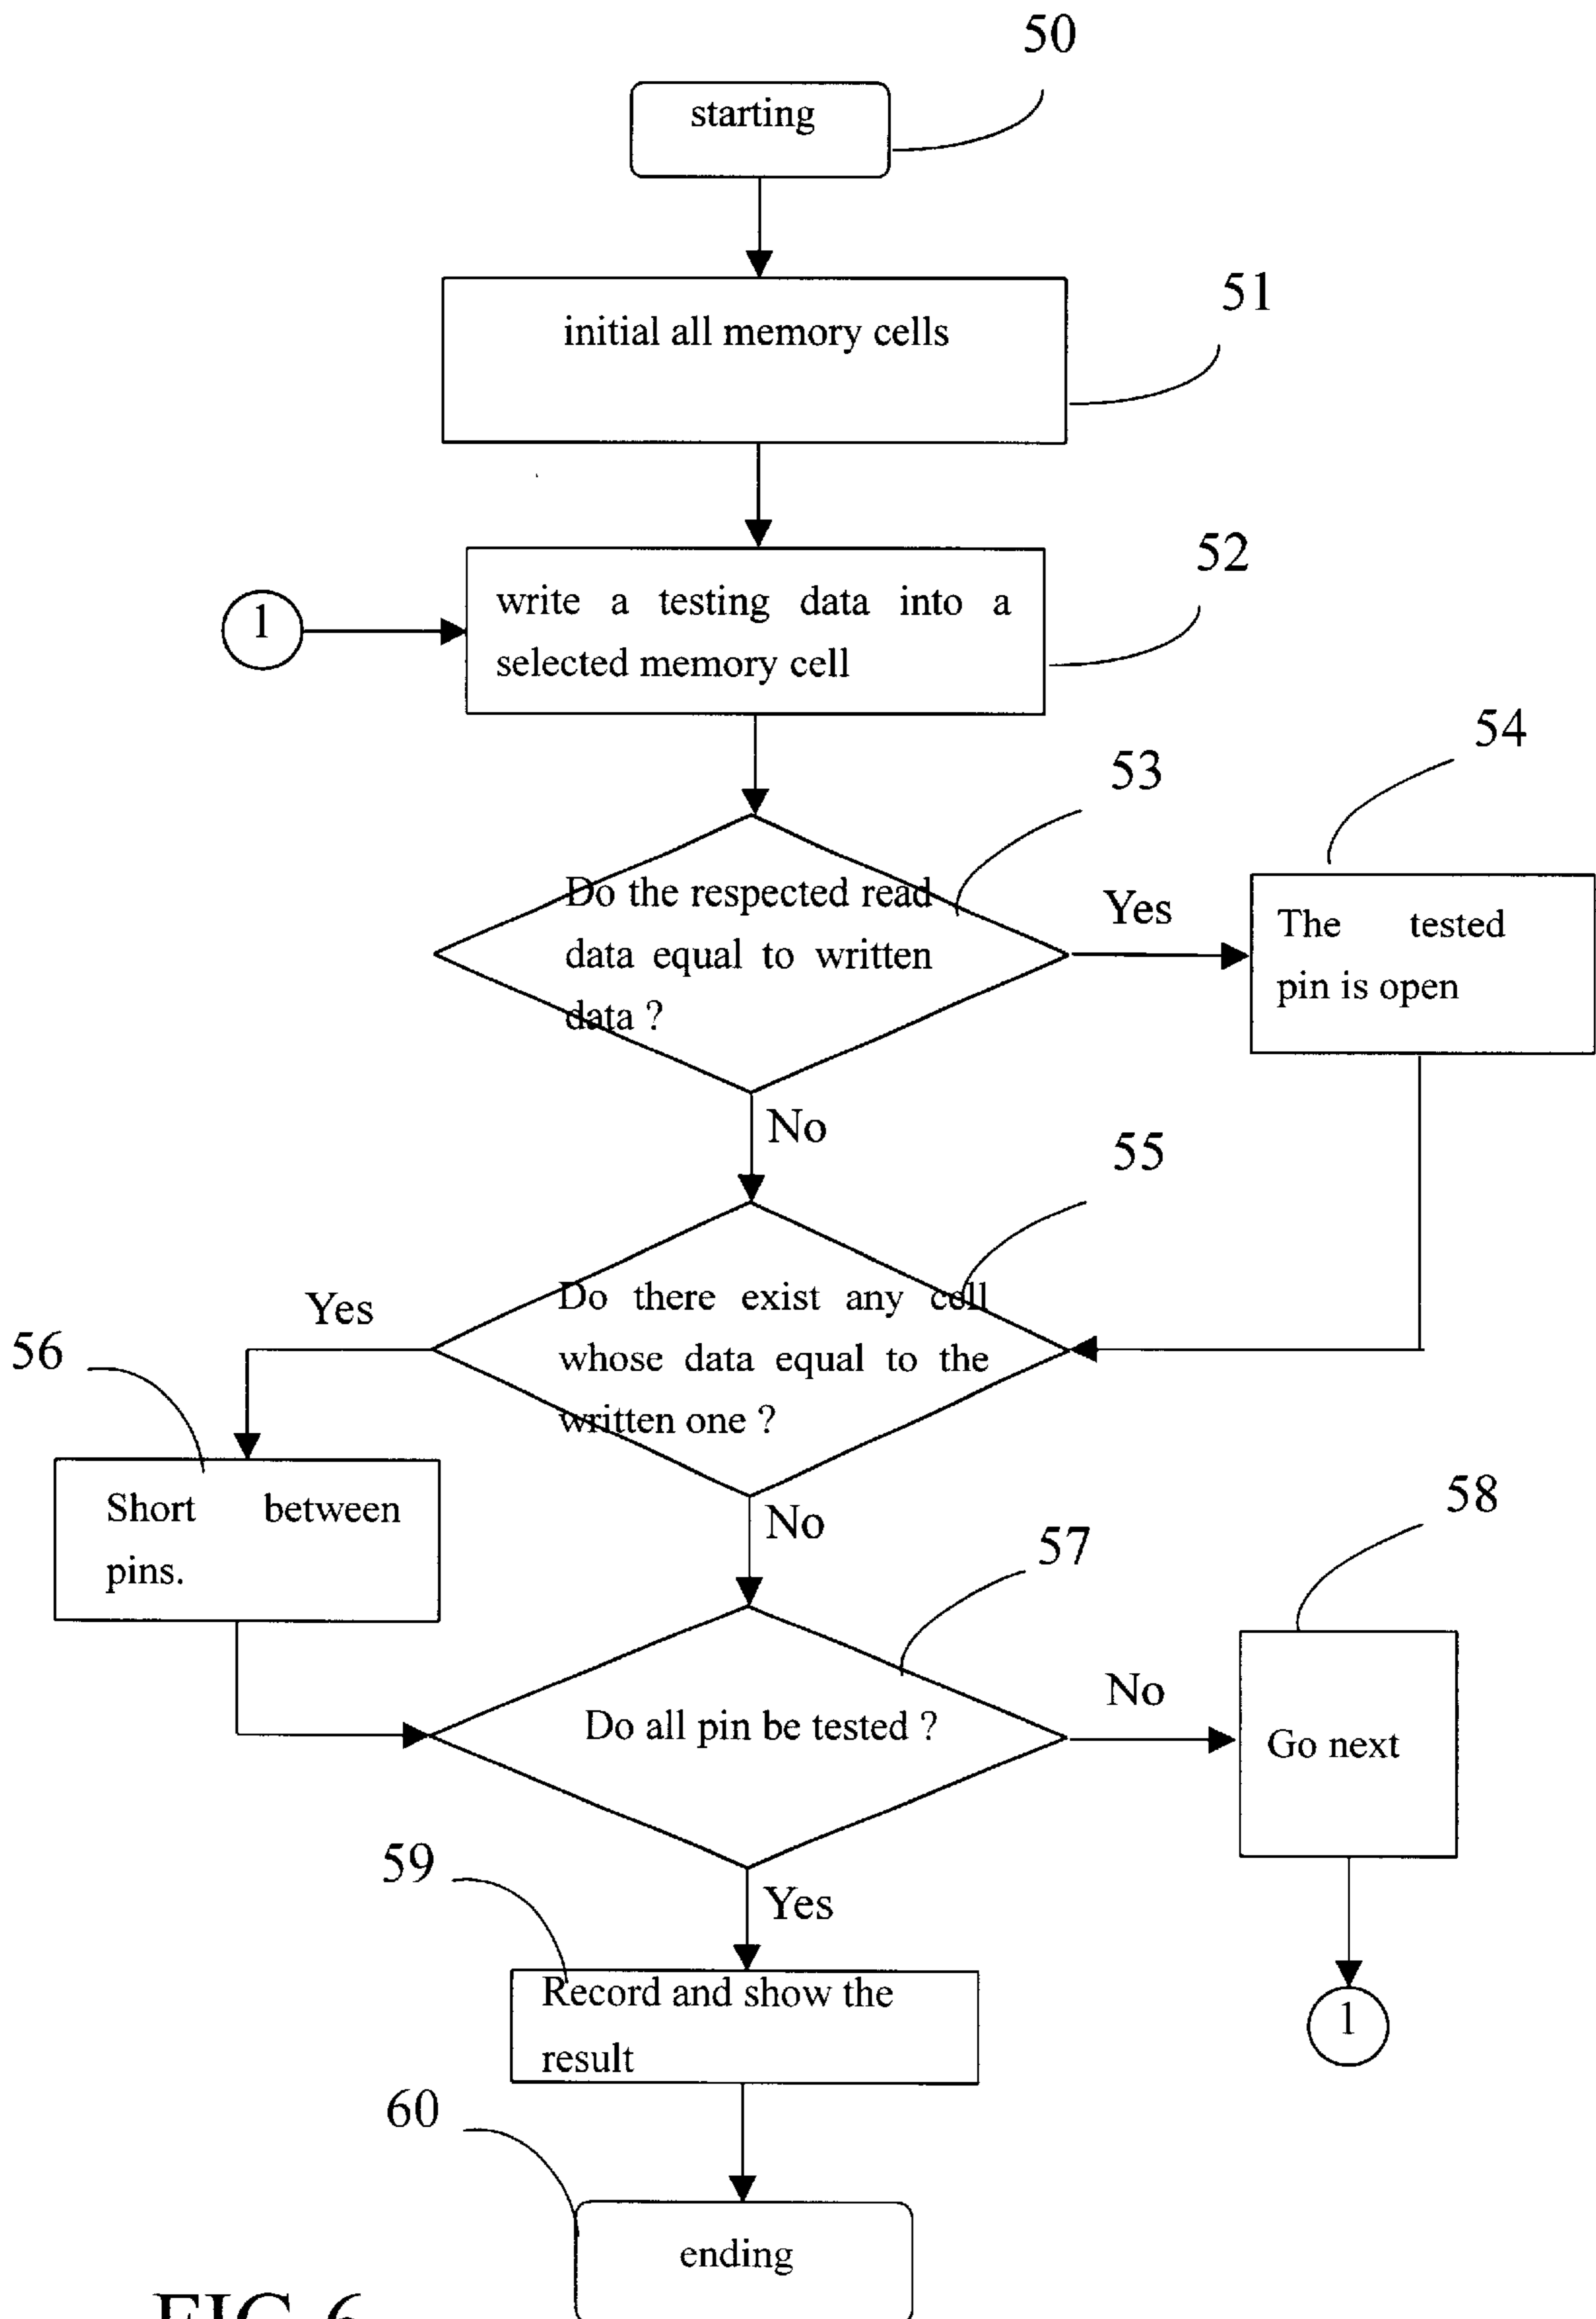 50
starting
51
initial all memory cells
52
1
write a testing data into a
selected memory cell
54
53
Do the respected read
data equal to written
data ?
Yes
The tested
pin is open
No
55
Do there exist any cell
whose data equal to the
written one ?
Yes
56
Short between
pins.
No
58
57
Do all pin be tested ?
No
Go next
59
Yes
Record and show the
result
1
60
ending
FIG.6